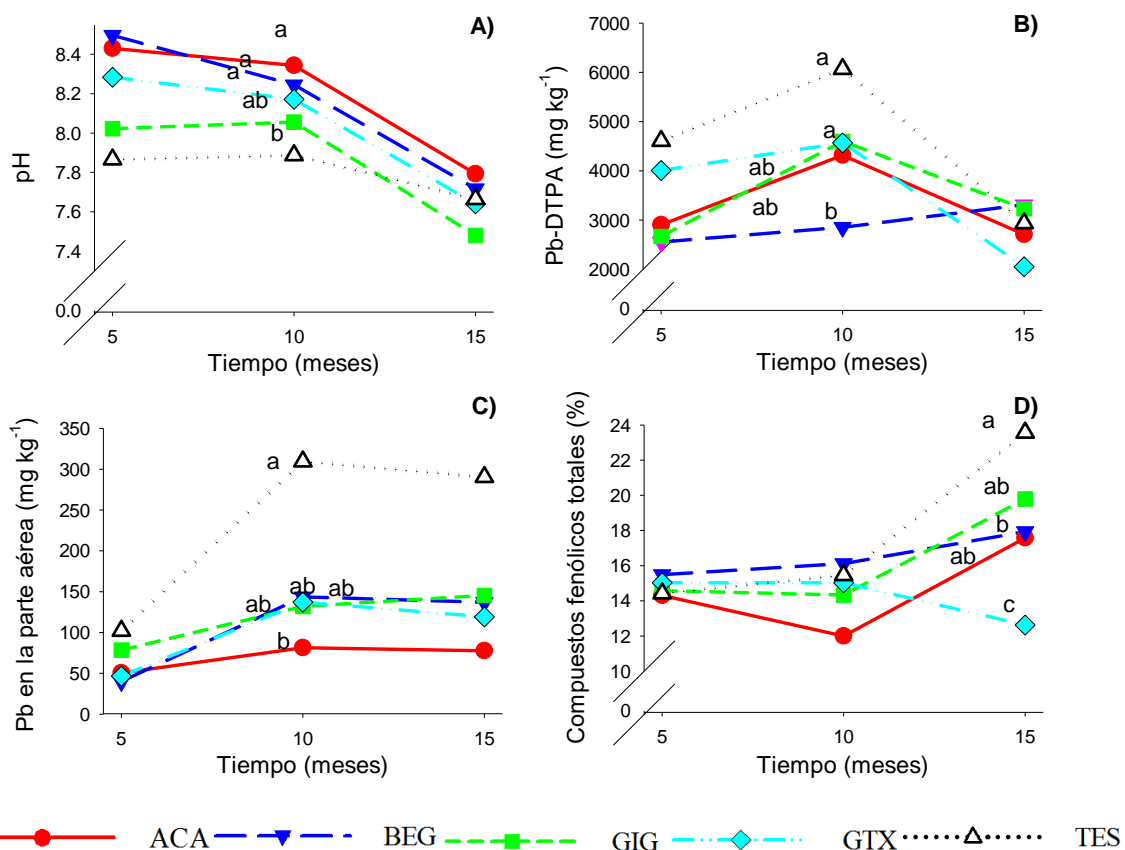 A)
a
a
a
ab
b
8.4
8.2
8.0
7.8
7.6
7.4
0.0
pH
5 10 15
Tiempo (meses)
B)
7000
6000
5000
4000
3000
2000
0
Pb-DTPA (mg kg-1)
a
a
ab
ab
b
5 10 15
Tiempo (meses)
C)
350
300
250
200
150
100
50
0
Pb en la parte aérea (mg kg-1)
a
ab ab
ab
b
5 10 15
Tiempo (meses)
D)
24
22
20
18
16
14
12
10
0
Compuestos fenólicos totales (%)
a
ab
b
ab
c
5 10 15
Tiempo (meses)
ACA BEG GIG GTX TES